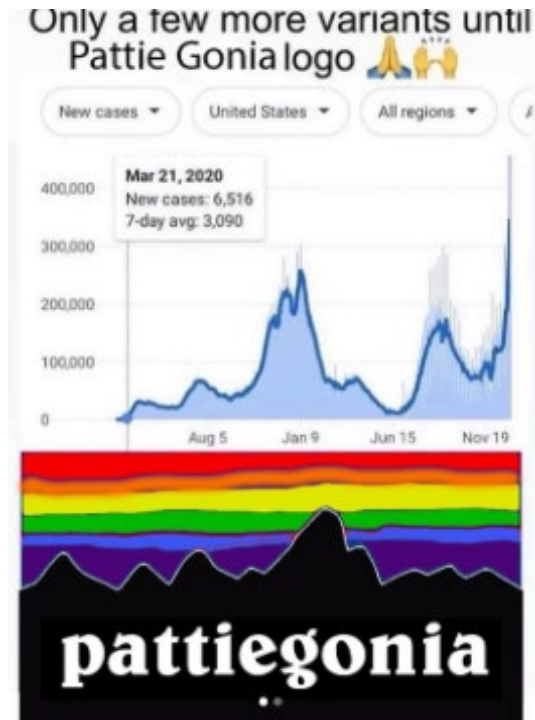 Only a few more variants until
Pattie Gonia logo 🙏🙌
New cases
United States
All regions
Mar 21, 2020
New cases: 6,516
7-day avg: 3,090
400,000
300,000
200,000
100,000
0
Aug 5
Jan 9
Jun 15
Nov 19
pattiegonia